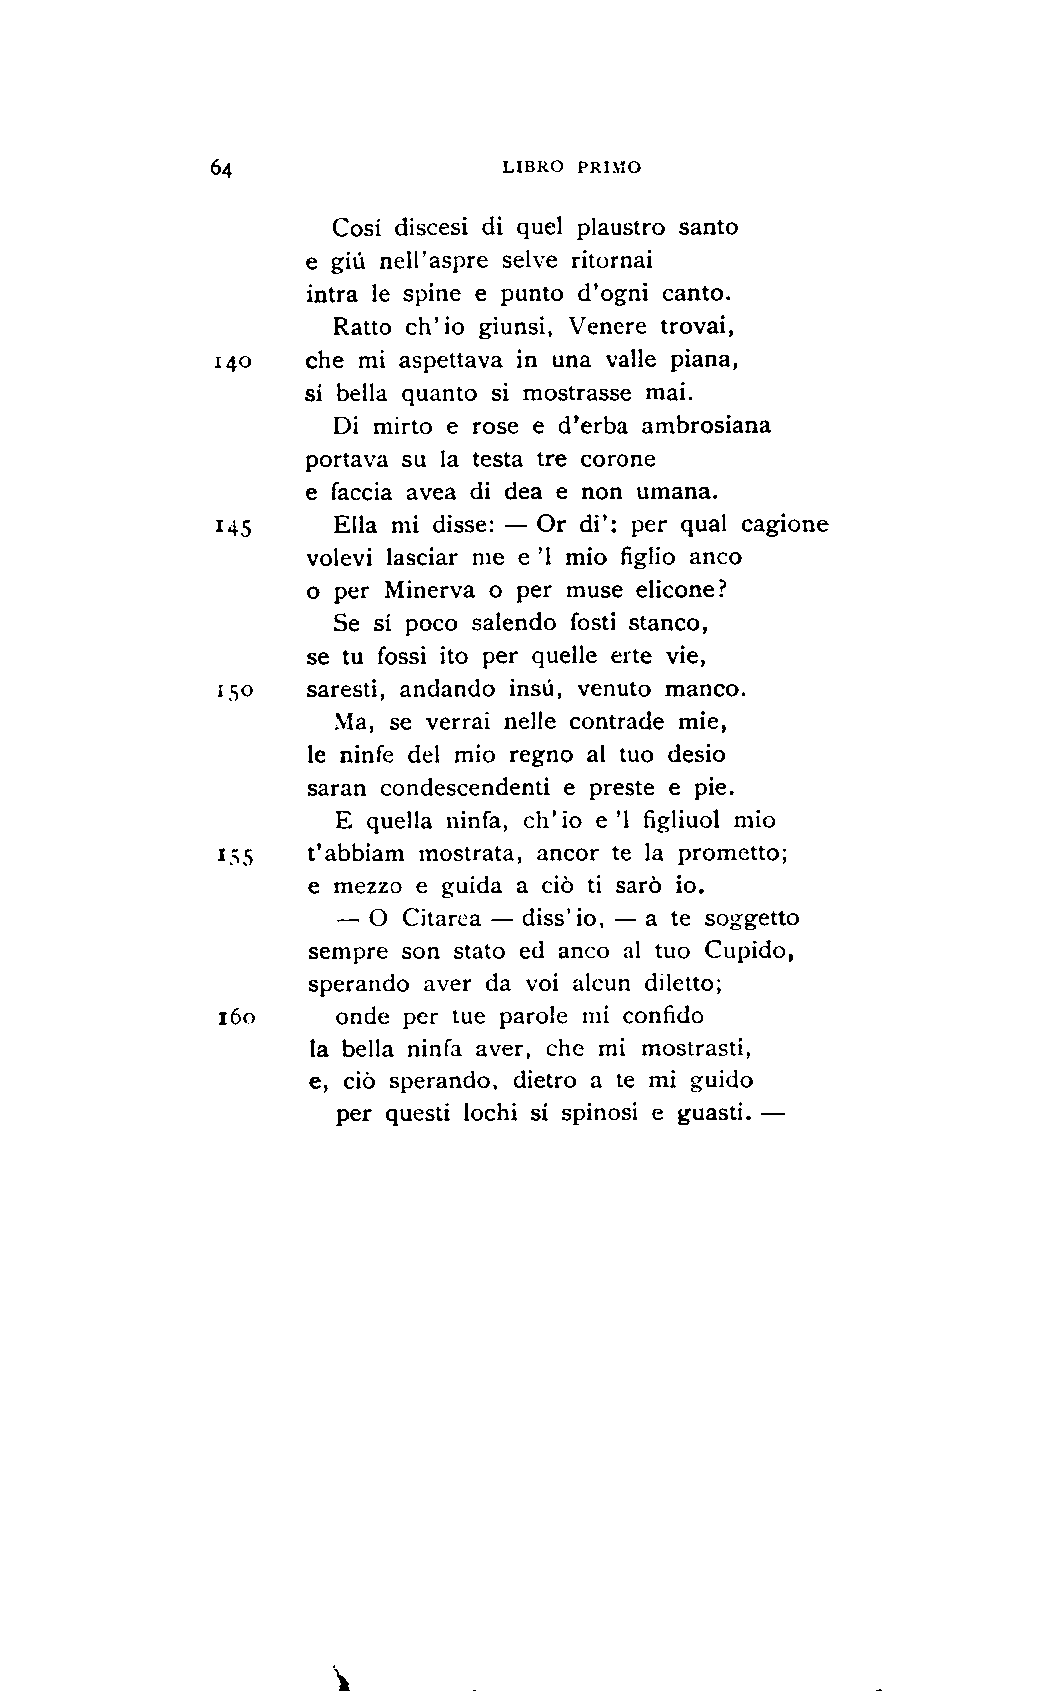 64 LIBRO PRIMO
Cosí discesi di quel plaustro santo
e giú nell'aspre selve ritornai
intra le spine e punto d'ogni canto.
Ratto ch'io giunsi, Venere trovai,
140 che mi aspettava in una valle piana,
sí bella quanto si mostrasse mai.
Di mirto e rose e d'erba ambrosiana
portava su la testa tre corone
e faccia avea di dea e non umana.
145 Ella mi disse: — Or di': per qual cagione
volevi lasciar me e 'l mio figlio anco
o per Minerva o per muse elicone?
Se sí poco salendo fosti stanco,
se tu fossi ito per quelle erte vie,
150 saresti, andando insú, venuto manco.
Ma, se verrai nelle contrade mie,
le ninfe del mio regno al tuo desio
saran condescendenti e preste e pie.
E quella ninfa, ch'io e 'l figliuol mio
155 t'abbiam mostrata, ancor te la prometto;
e mezzo e guida a ciò ti sarò io.
— O Citarea — diss'io, — a te soggetto
sempre son stato ed anco al tuo Cupido,
sperando aver da voi alcun diletto;
160 onde per tue parole mi confido
la bella ninfa aver, che mi mostrasti,
e, ciò sperando, dietro a te mi guido
per questi lochi sí spinosi e guasti. —